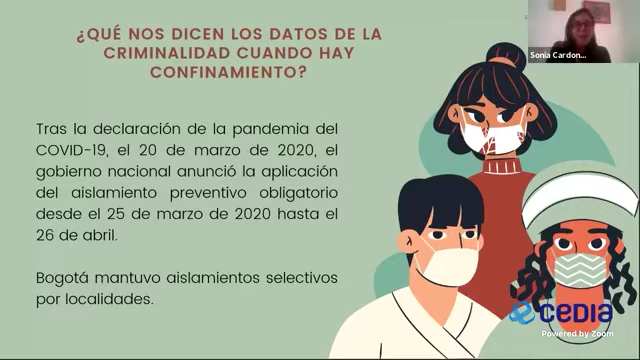 ¿QUÉ NOS DICEN LOS DATOS DE LA
CRIMINALIDAD CUANDO HAY
CONFINAMIENTO?
Sonia Cardon...
Tras la declaración de la pandemia del
COVID-19, el 20 de marzo de 2020, el
gobierno nacional anunció la aplicación
del aislamiento preventivo obligatorio
desde el 25 de marzo de 2020 hasta el
26 de abril.
Bogotá mantuvo aislamientos selectivos
por localidades.
CEDIA
Powered by Zoom